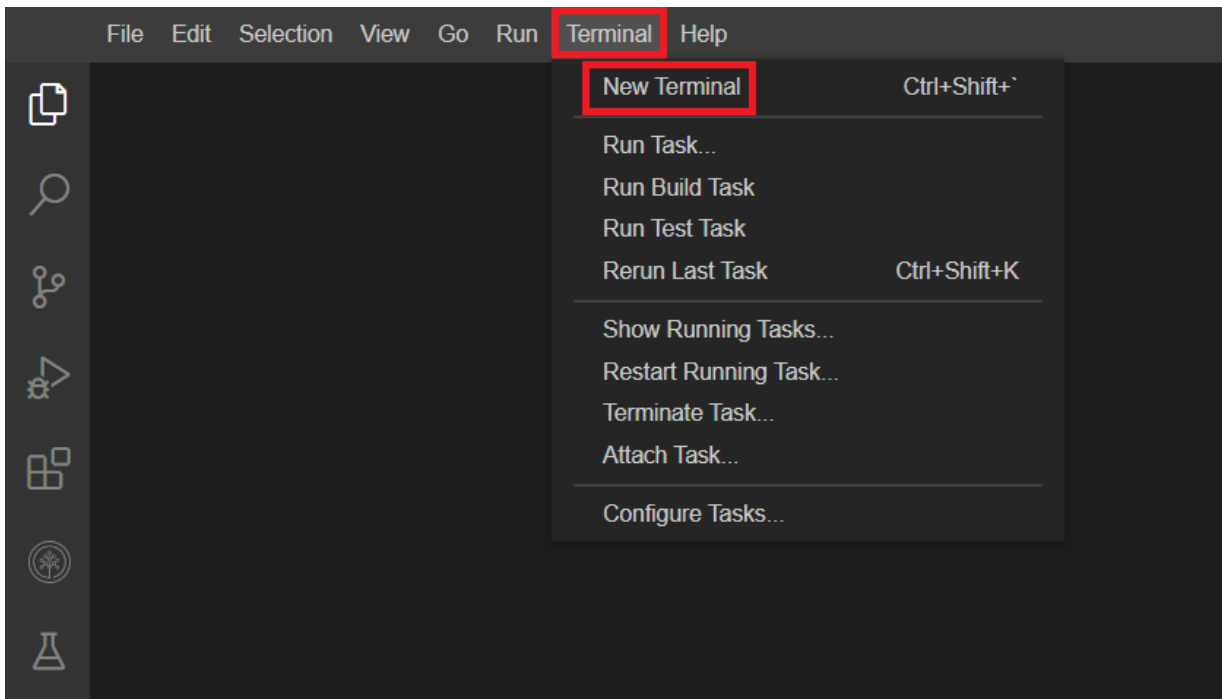 File Edit Selection View Go Run Terminal Help
New Terminal Ctrl+Shift+`
Run Task...
Run Build Task
Run Test Task
Rerun Last Task Ctrl+Shift+K
Show Running Tasks...
Restart Running Task...
Terminate Task...
Attach Task...
Configure Tasks...